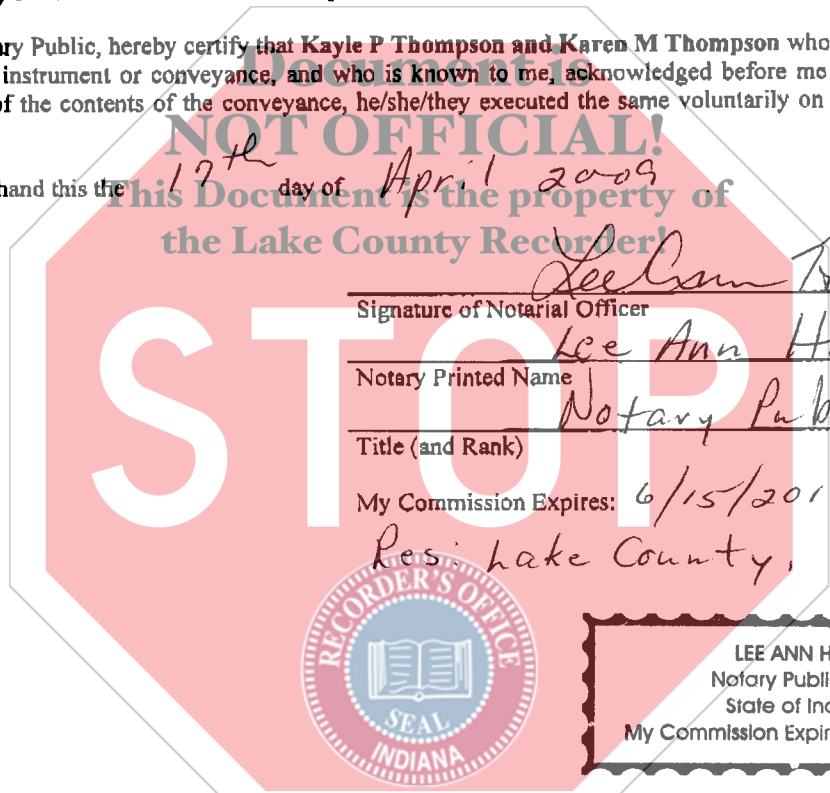 ry Public, hereby certify that Kayle P Thompson and Karen M Thompson who
Document is
instrument or conveyance, and who is known to me, acknowledged before me
of the contents of the conveyance, he/she/they executed the same voluntarily on
NOT OFFICIAL!
hand this the 17th day of April 2009
This Document is the property of
the Lake County Recorder!
Lee Ann
Signature of Notarial Officer
Lee Ann H
Notary Printed Name
Notary Pub
Title (and Rank)
STOP
My Commission Expires: 6/15/201
Res: Lake County,
RECORDER'S OFFICE
SEAL
INDIANA
LEE ANN H
Notary Publi
State of Ind
My Commission Expir